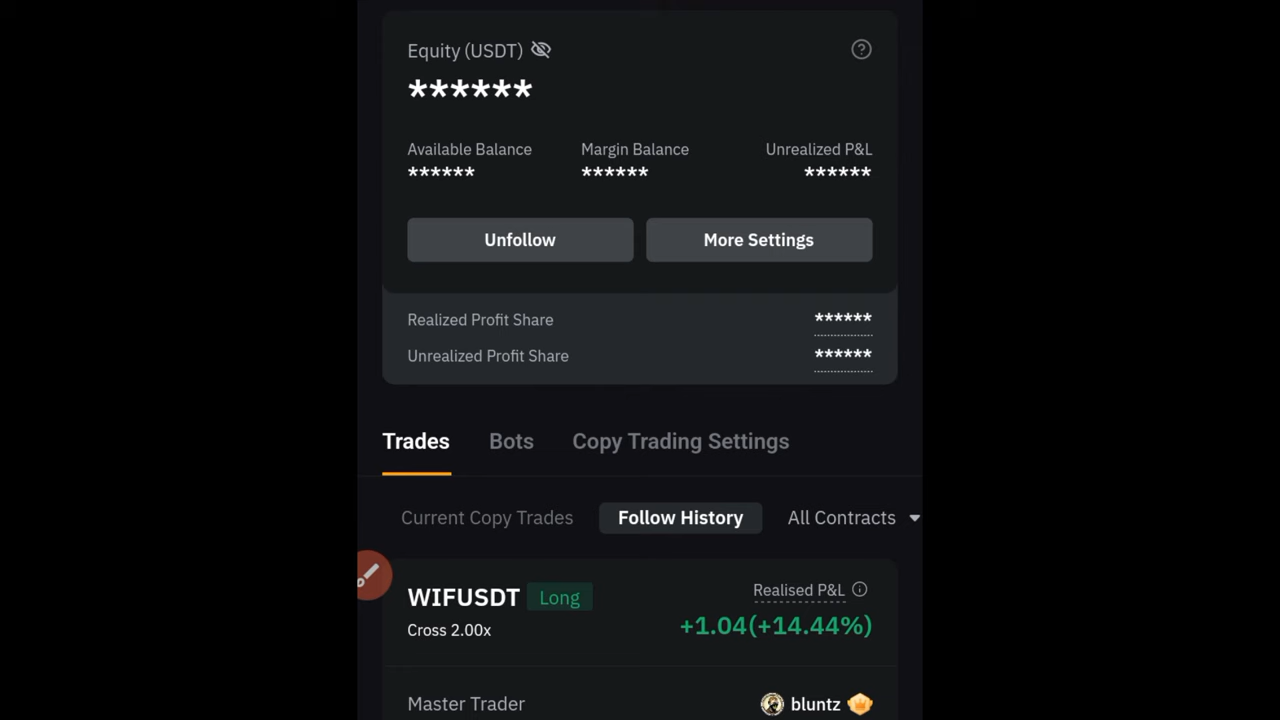 Equity (USDT)
******
Available Balance Margin Balance Unrealized P&L
****** ****** ******
Unfollow More Settings
Realized Profit Share ******
Unrealized Profit Share ******
Trades Bots Copy Trading Settings
Current Copy Trades Follow History All Contracts
WIFUSDT Long Realised P&L
Cross 2.00x +1.04(+14.44%)
Master Trader bluntz